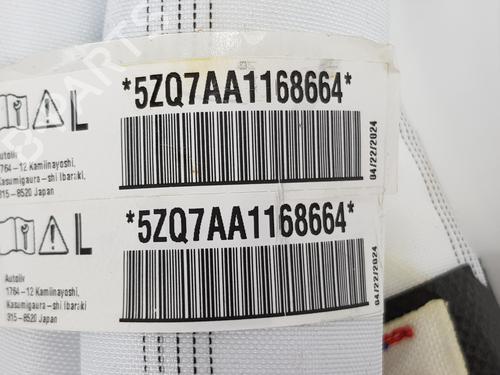 *5ZQ7AA1168664*
L
Autoliv
1764-12 Kamiinayoshi,
Kasumigaura-shi Ibaraki
315-8520 Japan
04/22/2024
*5ZQ7AA1168664*
L
Autoliv
1764-12 Kamiinayoshi,
Kasumigaura-shi Ibaraki
315-8520 Japan
04/22/2024